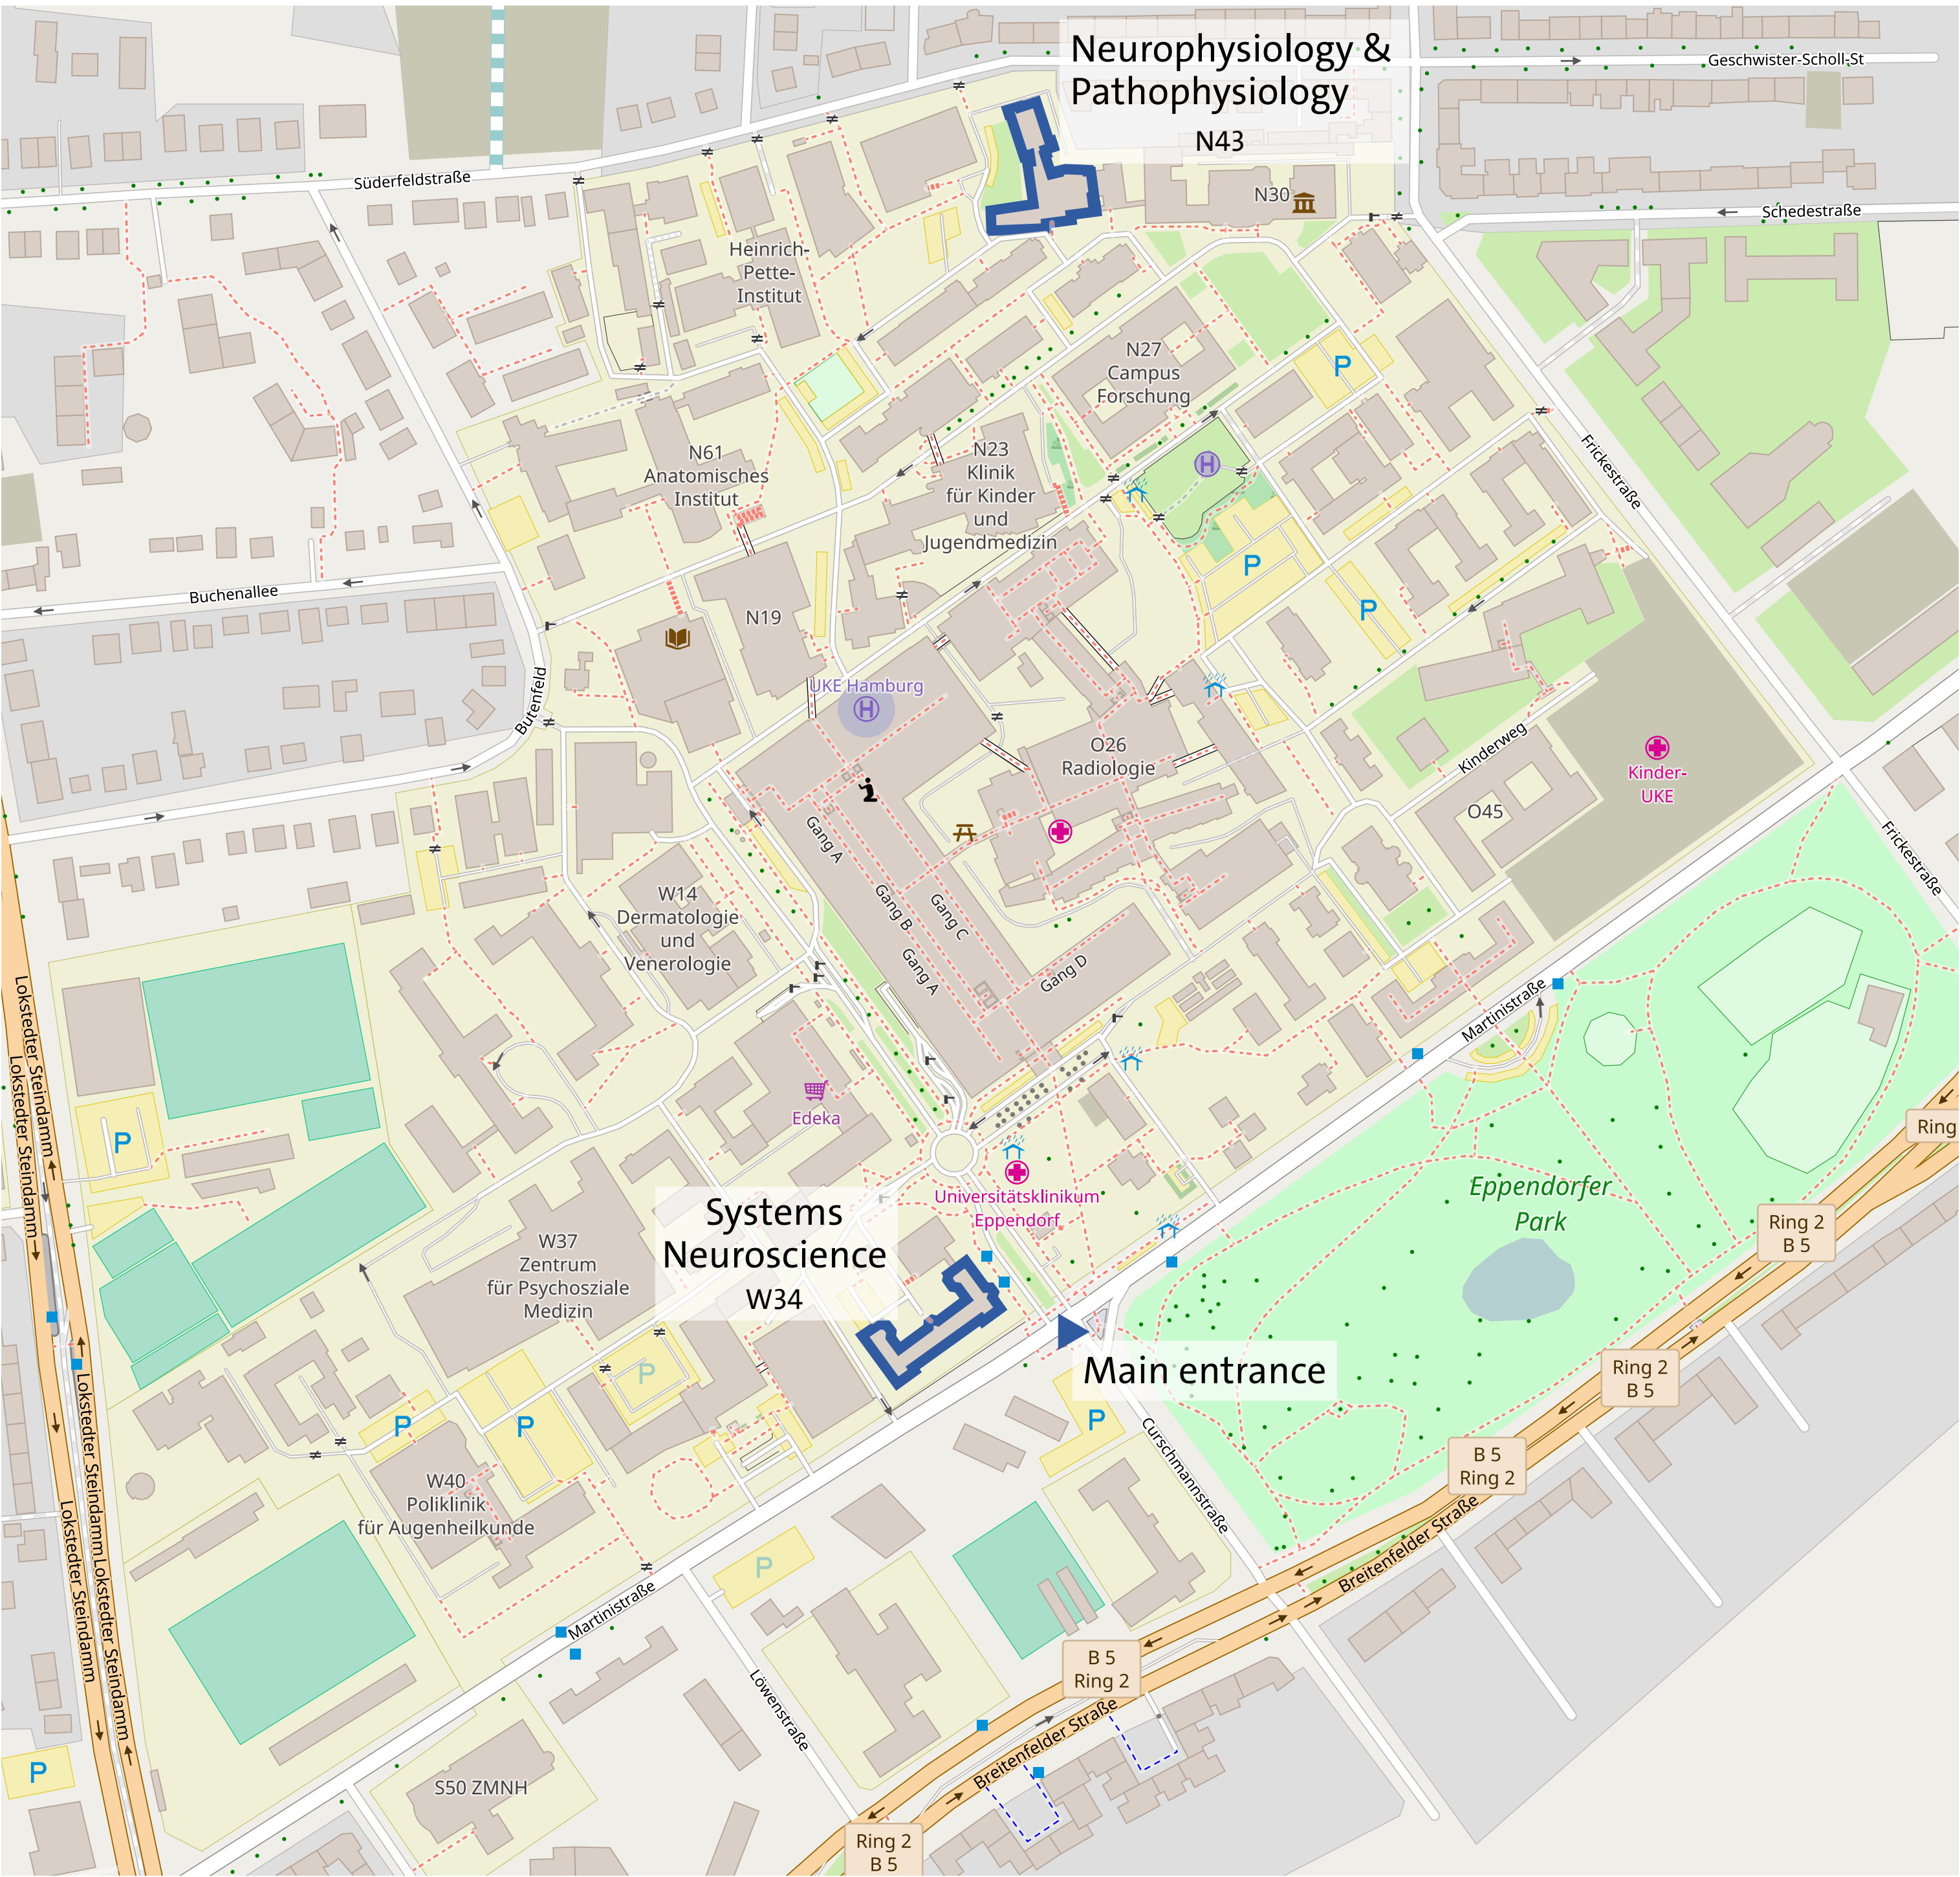 Neurophysiology &
Pathophysiology
N43
Geschwister-Scholl-St
Süderfeldstraße
N30
Schedestraße
Heinrich-
Pette-
Institut
N27
Campus
Forschung
N61
Anatomisches
Institut
N23
Klinik
für Kinder
und
Jugendmedizin
H
P
Frickestraße
P
P
Buchenallee
N19
Butenfeld
UKE Hamburg
H
O26
Radiologie
Kinderweg
Kinder-
UKE
O45
Frickestraße
Gang A
Gang B
Gang C
Gang A
Gang D
W14
Dermatologie
und
Venerologie
Martinistraße
Lokstedter Steindamm
Lokstedter Steindamm
P
Edeka
Ring
Universitätsklinikum
Eppendorf
Eppendorfer
Park
Ring 2
B 5
Systems
Neuroscience
W34
W37
Zentrum
für Psychosziale
Medizin
Main entrance
Ring 2
B 5
P
P
P
P
Lokstedter Steindamm
Lokstedter Steindamm
Lokstedter Steindamm
Curschmannstraße
B 5
Ring 2
W40
Poliklinik
für Augenheilkunde
P
Breitenfelder Straße
Martinistraße
B 5
Ring 2
Löwenstraße
Breitenfelder Straße
P
S50 ZMNH
Ring 2
B 5